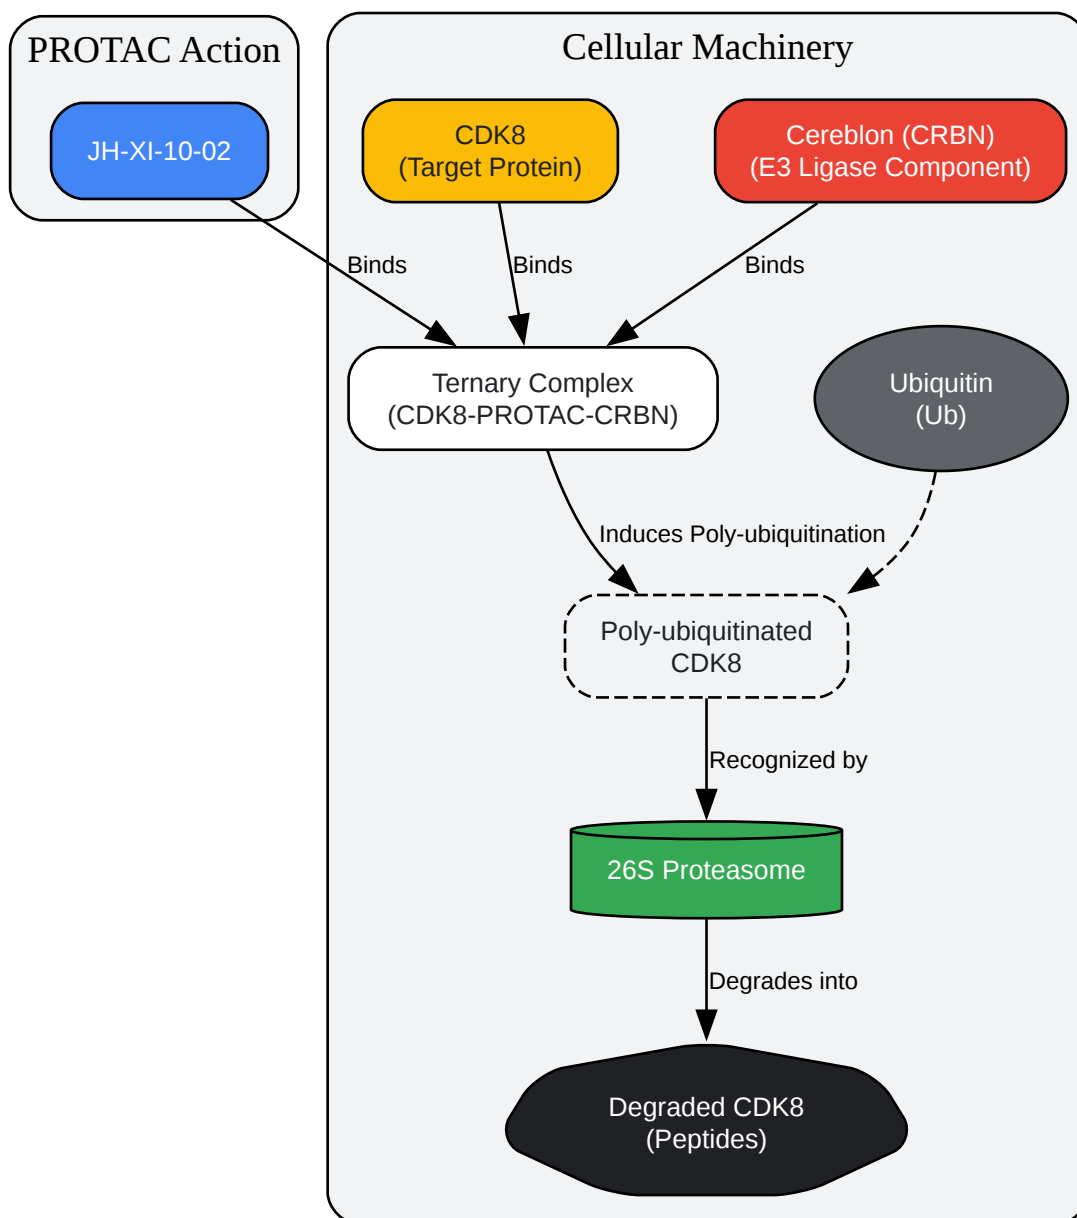 PROTAC Action
Cellular Machinery
JH-XI-10-02
CDK8
(Target Protein)
Cereblon (CRBN)
(E3 Ligase Component)
Binds
Binds
Binds
Ternary Complex
(CDK8-PROTAC-CRBN)
Ubiquitin
(Ub)
Induces Poly-ubiquitination
Poly-ubiquitinated
CDK8
Recognized by
26S Proteasome
Degrades into
Degraded CDK8
(Peptides)